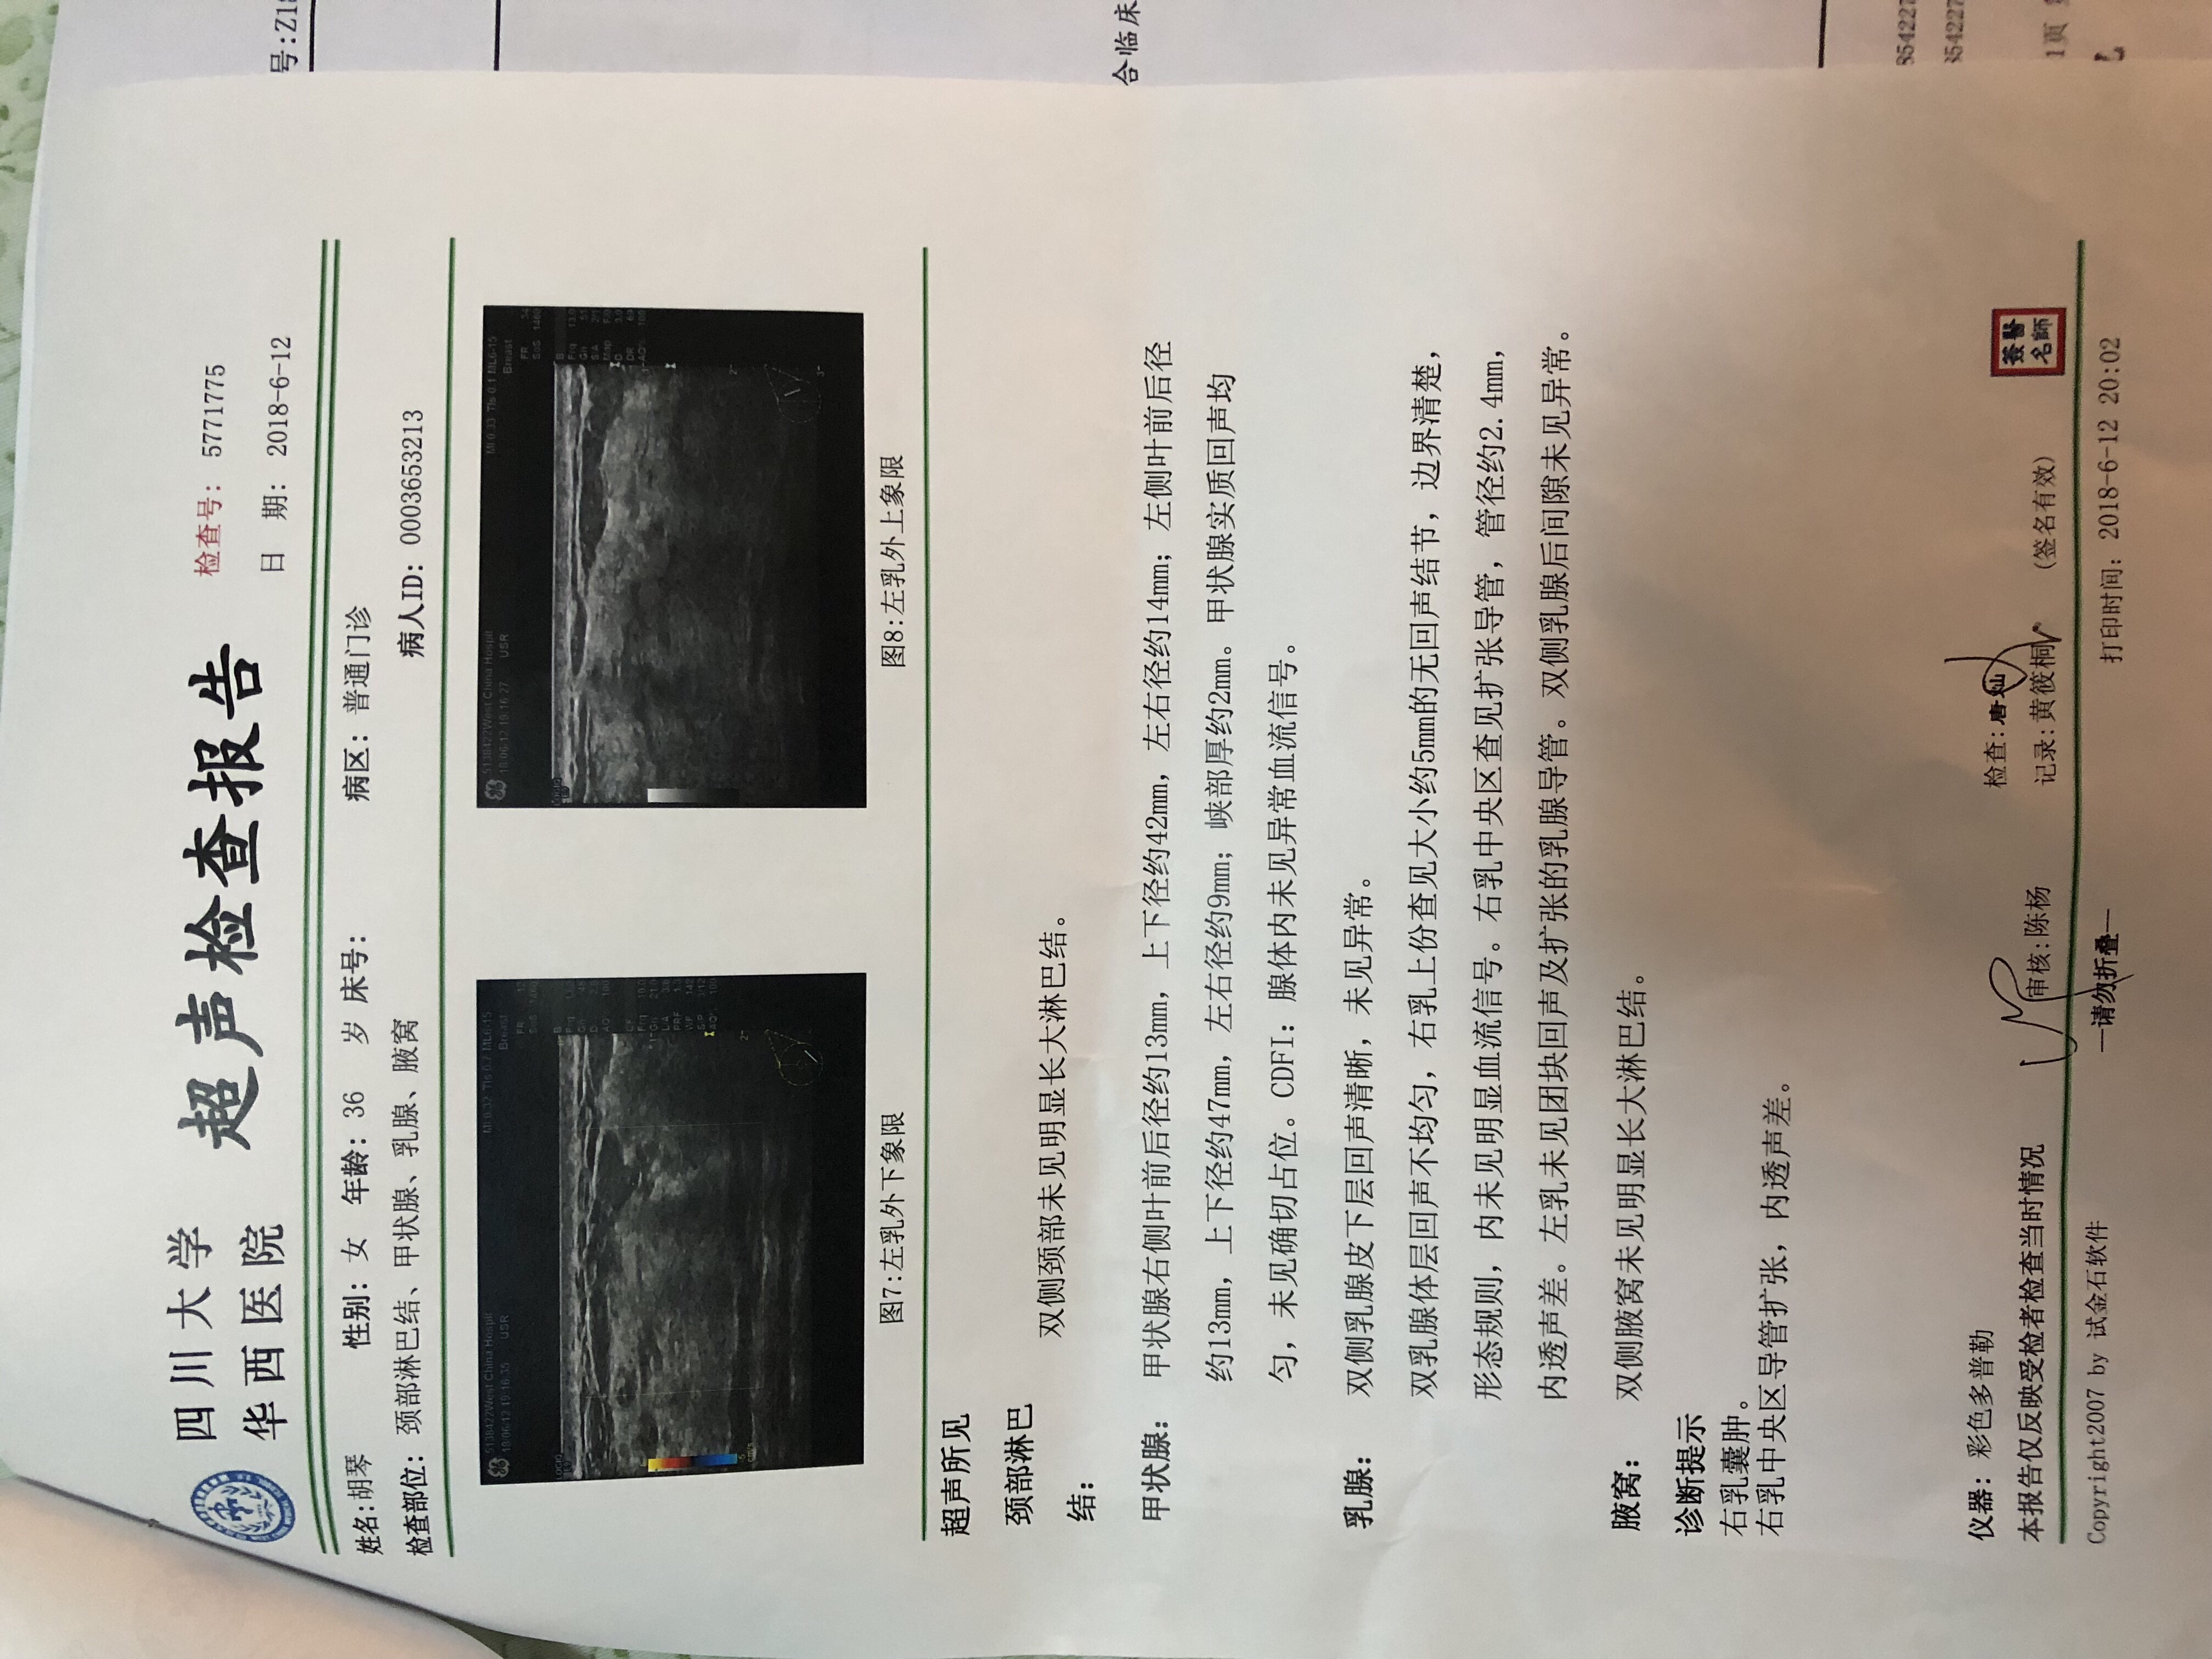 号:Z18
合临床
854227
854227
1页
四川大学
华西医院
超声检查报告
检查号: 5771775
日 期: 2018-6-12
姓名:胡琴 性别: 女 年龄: 36 岁 床号: 病区: 普通门诊
检查部位: 颈部淋巴结、甲状腺、乳腺、腋窝 病人ID: 0003653213
图7:左乳外下象限
图8:左乳外上象限
超声所见
颈部淋巴
结:
双侧颈部未见明显长大淋巴结。
甲状腺: 甲状腺右侧叶前后径约13mm, 上下径约42mm, 左右径约14mm; 左侧叶前后径
约13mm, 上下径约47mm, 左右径约9mm; 峡部厚约2mm。甲状腺实质回声均
匀, 未见确切占位。CDFI: 腺体内未见异常血流信号。
乳腺: 双侧乳腺皮下层回声清晰, 未见异常。
双乳腺体层回声不均匀, 右乳上份查见大小约5mm的无回声结节, 边界清楚,
形态规则, 内未见明显血流信号。右乳中央区查见扩张导管, 管径约2.4mm,
内透声差。左乳未见团块回声及扩张的乳腺导管。双侧乳腺后间隙未见异常。
腋窝: 双侧腋窝未见明显长大淋巴结。
诊断提示
右乳囊肿。
右乳中央区导管扩张, 内透声差。
仪器: 彩色多普勒
检查:唐灿
醫師簽名
本报告仅反映受检者检查当时情况
审核:陈杨
记录:黄筱桐
(签名有效)
Copyright2007 by 试金石软件
—请勿折叠—
打印时间: 2018-6-12 20:02